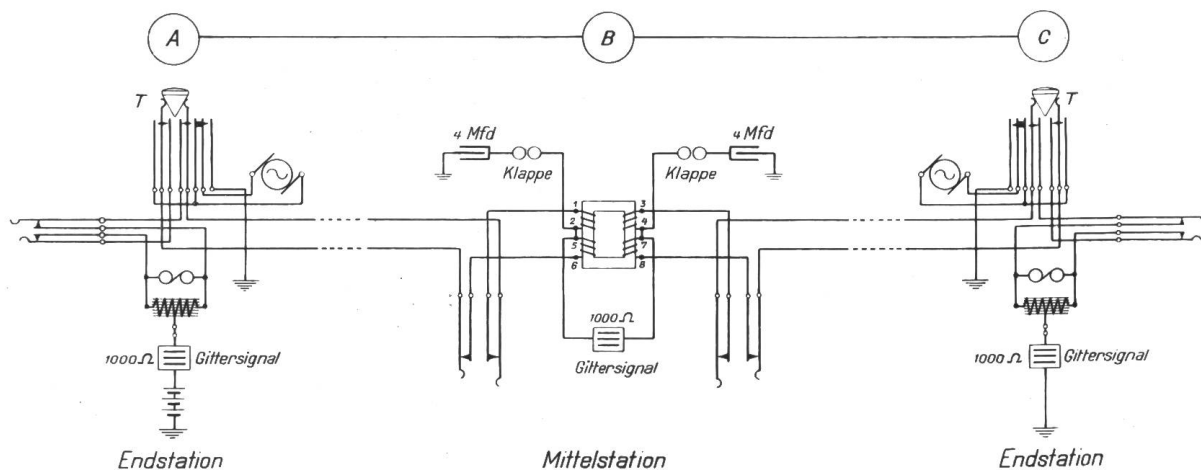 A B C
T T
4 Mfd 4 Mfd
Klappe Klappe
1 3
2 4
5 7
6 8
1000 Ω
Gittersignal
1000 Ω Gittersignal
1000 Ω Gittersignal
Endstation Mittelstation Endstation